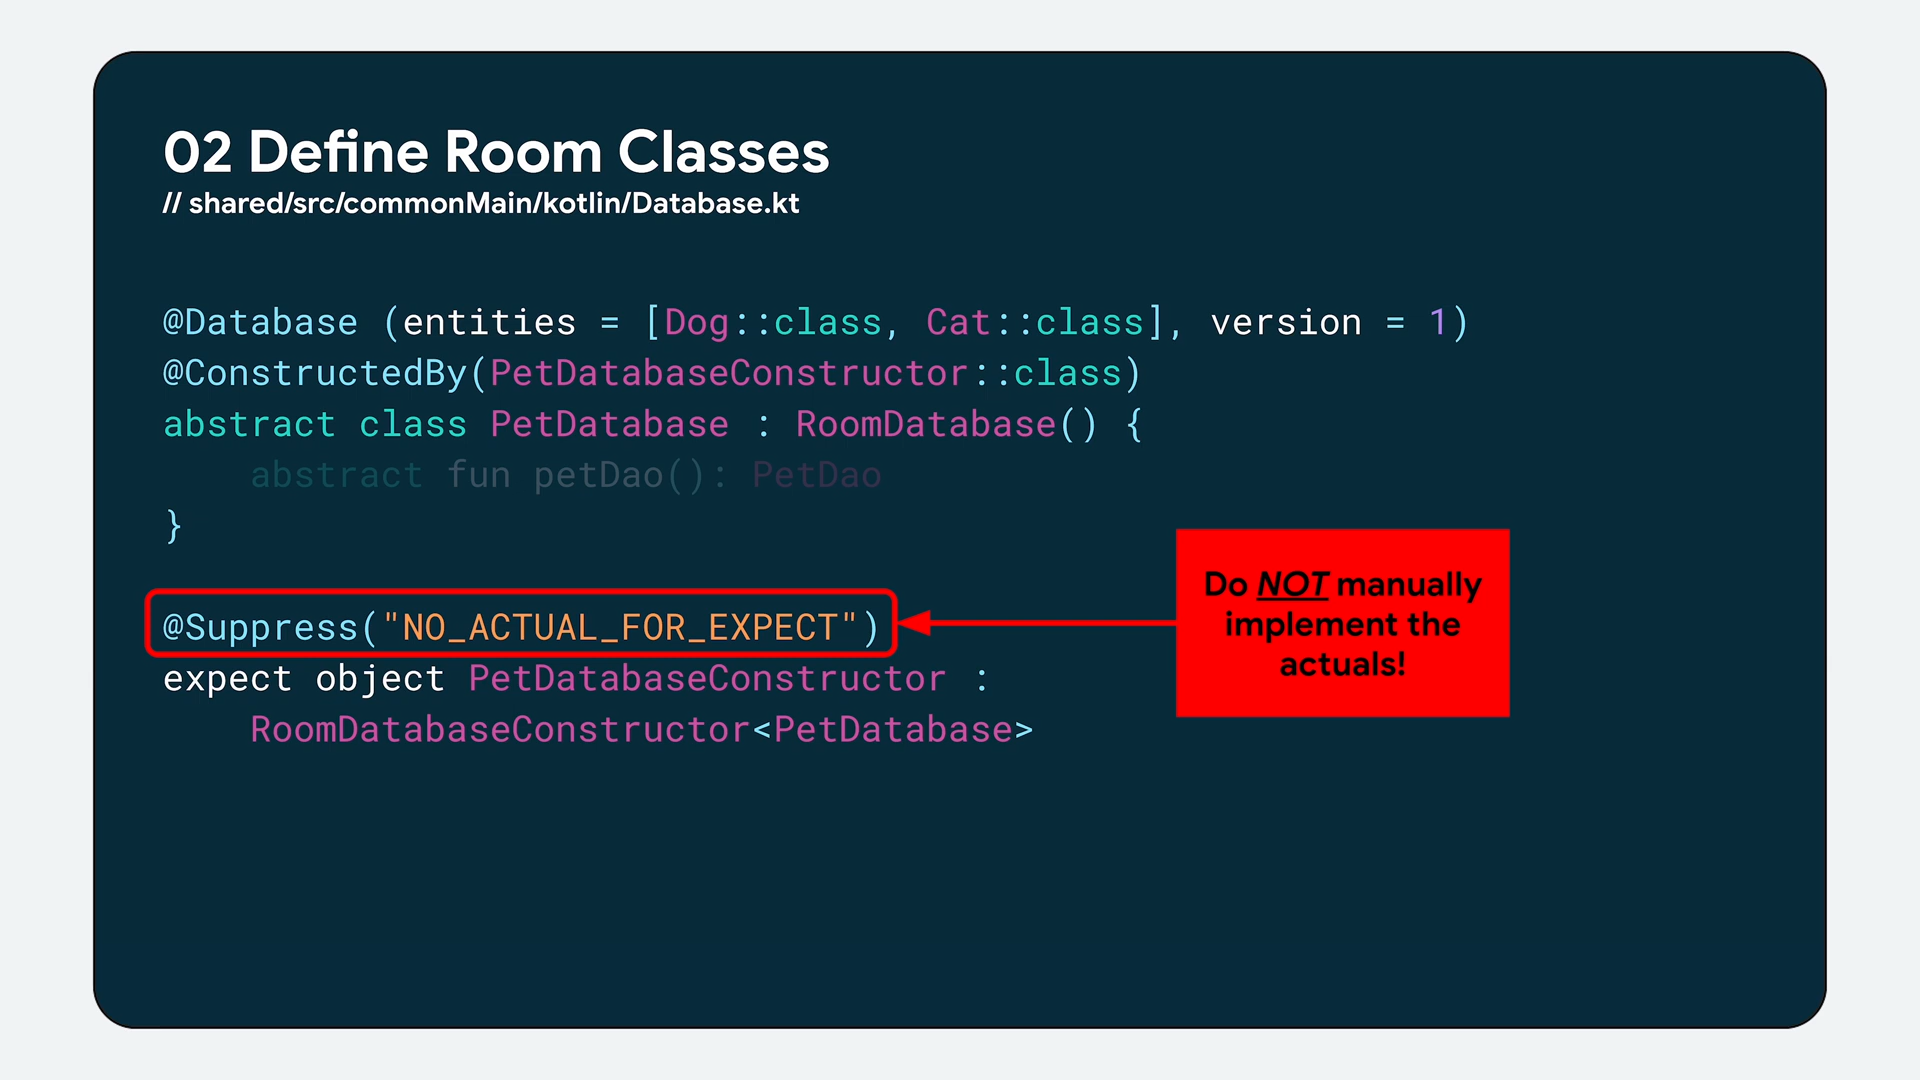 02 Define Room Classes
// shared/src/commonMain/kotlin/Database.kt
@Database (entities = [Dog::class, Cat::class], version = 1)
@ConstructedBy(PetDatabaseConstructor::class)
abstract class PetDatabase : RoomDatabase() {
    abstract fun petDao(): PetDao
}
@Suppress("NO_ACTUAL_FOR_EXPECT")
expect object PetDatabaseConstructor :
    RoomDatabaseConstructor<PetDatabase>
Do NOT manually
implement the
actuals!